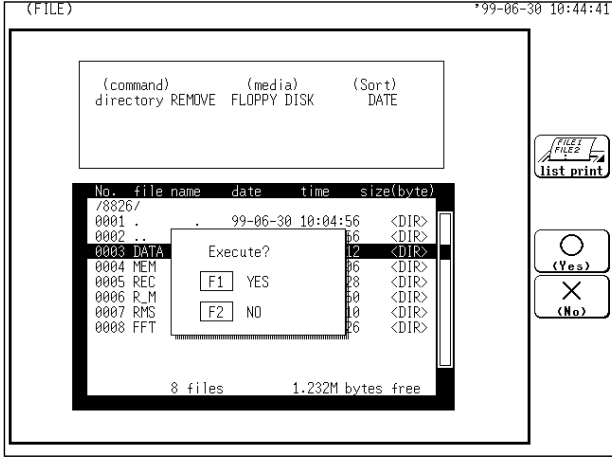 (FILE) '99-06-30 10:44:41
(command) (media) (Sort)
directory REMOVE FLOPPY DISK DATE
FILE1
FILE2
list print
No. file name date time size(byte)
/8826/
0001 . . 99-06-30 10:04:56 <DIR>
0002 .. 56 <DIR>
0003 DATA 12 <DIR>
0004 MEM 06 <DIR>
0005 REC 28 <DIR>
0006 R_M 50 <DIR>
0007 RMS 10 <DIR>
0008 FFT 26 <DIR>
Execute?
F1 YES
F2 NO
8 files 1.232M bytes free
(Yes)
(No)